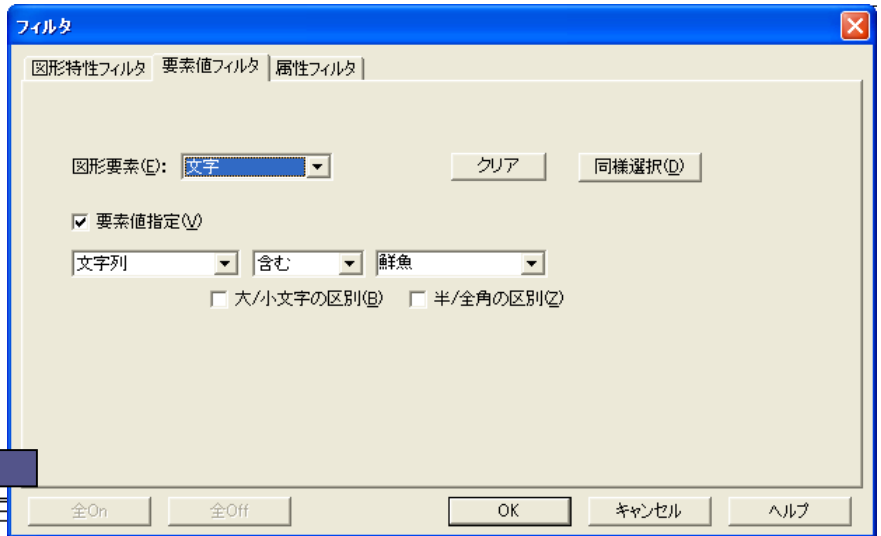 フィルタ
図形特性フィルタ 要素値フィルタ 属性フィルタ
図形要素(E): 文字 クリア 同様選択(D)
要素値指定(V)
文字列 含む 鮮魚
大/小文字の区別(B) 半/全角の区別(Z)
全On 全Off OK キャンセル ヘルプ